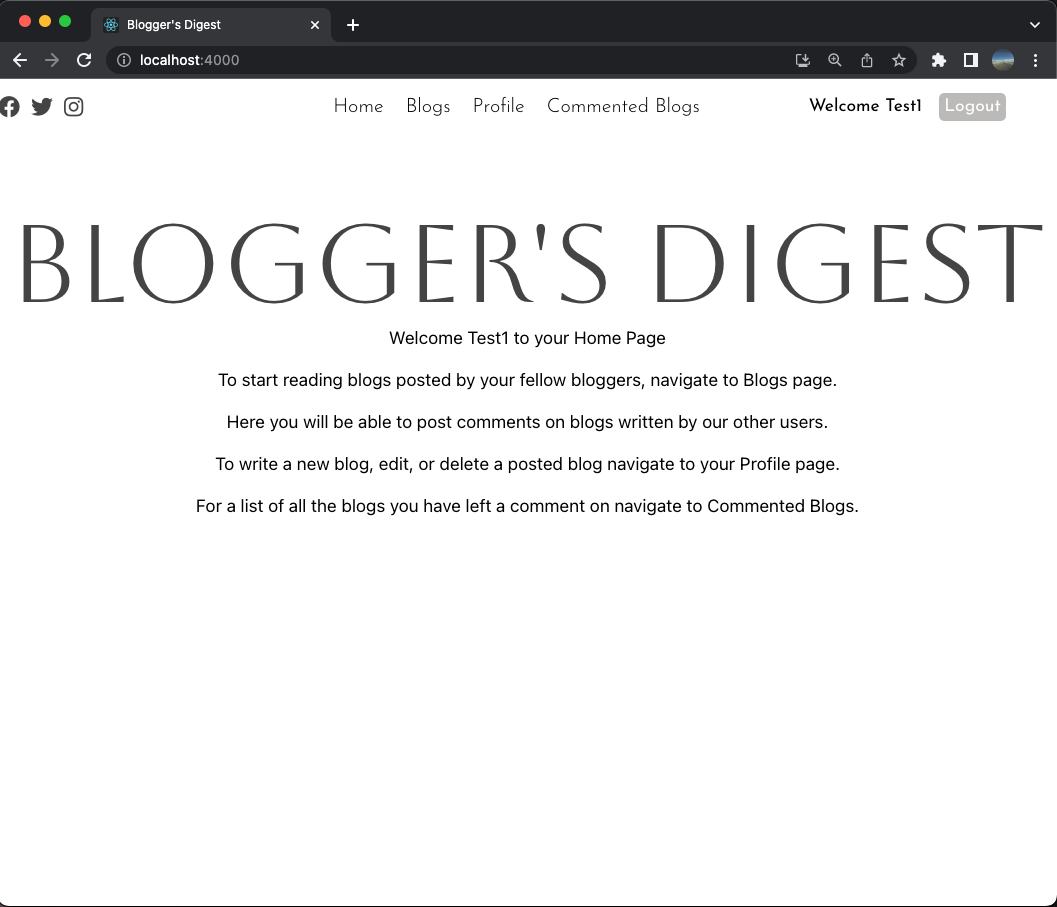 Blogger's Digest
localhost:4000
Home Blogs Profile Commented Blogs Welcome Test1 Logout
BLOGGER'S DIGEST
Welcome Test1 to your Home Page
To start reading blogs posted by your fellow bloggers, navigate to Blogs page.
Here you will be able to post comments on blogs written by our other users.
To write a new blog, edit, or delete a posted blog navigate to your Profile page.
For a list of all the blogs you have left a comment on navigate to Commented Blogs.